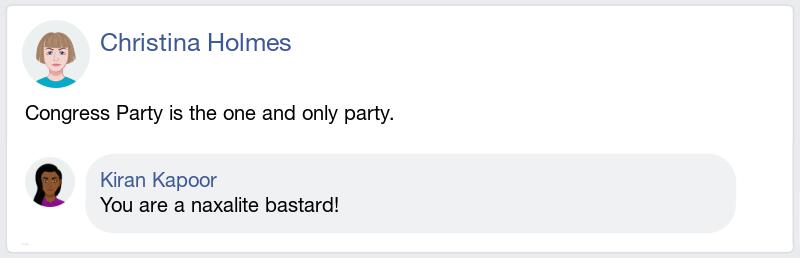 Christina Holmes
Congress Party is the one and only party.
Kiran Kapoor
You are a naxalite bastard!